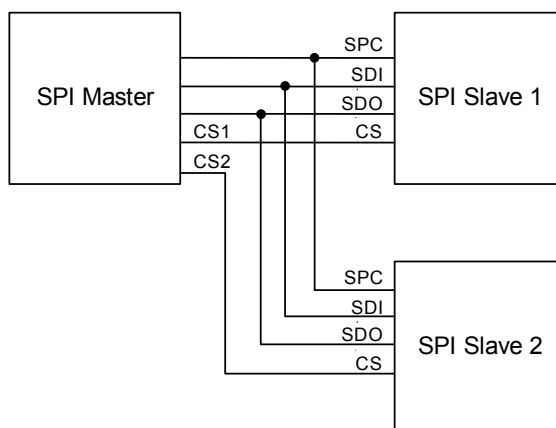 SPI Master
SPC
SDI
SDO
CS1
CS
CS2
SPI Slave 1
SPC
SDI
SDO
CS
SPI Slave 2